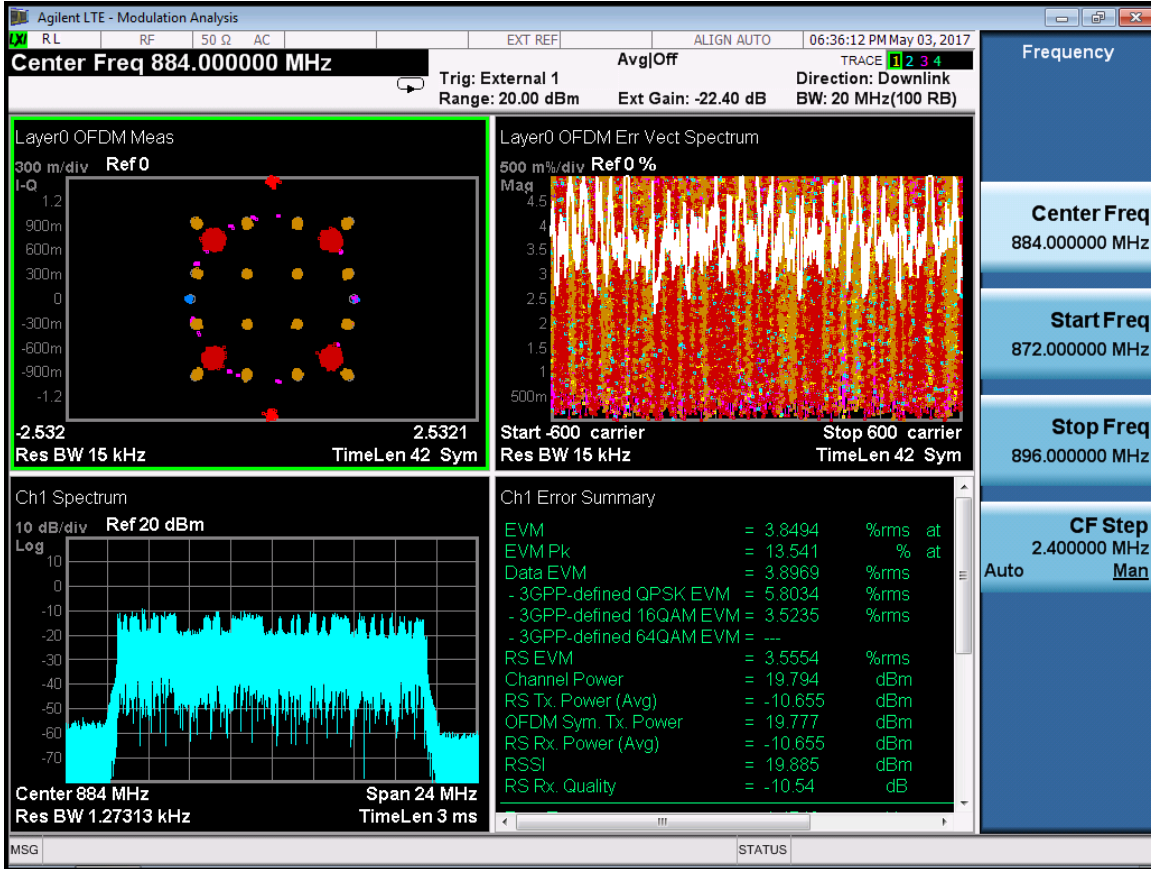 Agilent LTE - Modulation Analysis
LXI RL RF 50 Ω AC EXT REF ALIGN AUTO 06:36:12 PM May 03, 2017
Center Freq 884.000000 MHz
Avg|Off
TRACE 1 2 3 4
Trig: External 1
Direction: Downlink
Range: 20.00 dBm Ext Gain: -22.40 dB BW: 20 MHz(100 RB)
Layer0 OFDM Meas
300 m/div Ref 0
I-Q
1.2
900m
600m
300m
0
-300m
-600m
-900m
-1.2
-2.532 2.5321
Res BW 15 kHz TimeLen 42 Sym
Layer0 OFDM Err Vect Spectrum
500 m%/div Ref 0 %
Mag
4.5
4
3.5
3
2.5
2
1.5
1
500m
Start -600 carrier Stop 600 carrier
Res BW 15 kHz TimeLen 42 Sym
Ch1 Spectrum
10 dB/div Ref 20 dBm
Log
10
0
-10
-20
-30
-40
-50
-60
-70
Center 884 MHz Span 24 MHz
Res BW 1.27313 kHz TimeLen 3 ms
Ch1 Error Summary
EVM = 3.8494 %rms at
EVM Pk = 13.541 % at
Data EVM = 3.8969 %rms
- 3GPP-defined QPSK EVM = 5.8034 %rms
- 3GPP-defined 16QAM EVM = 3.5235 %rms
- 3GPP-defined 64QAM EVM = ---
RS EVM = 3.5554 %rms
Channel Power = 19.794 dBm
RS Tx. Power (Avg) = -10.655 dBm
OFDM Sym. Tx. Power = 19.777 dBm
RS Rx. Power (Avg) = -10.655 dBm
RSSI = 19.885 dBm
RS Rx. Quality = -10.54 dB
Frequency
Center Freq
884.000000 MHz
Start Freq
872.000000 MHz
Stop Freq
896.000000 MHz
CF Step
2.400000 MHz
Auto Man
MSG STATUS